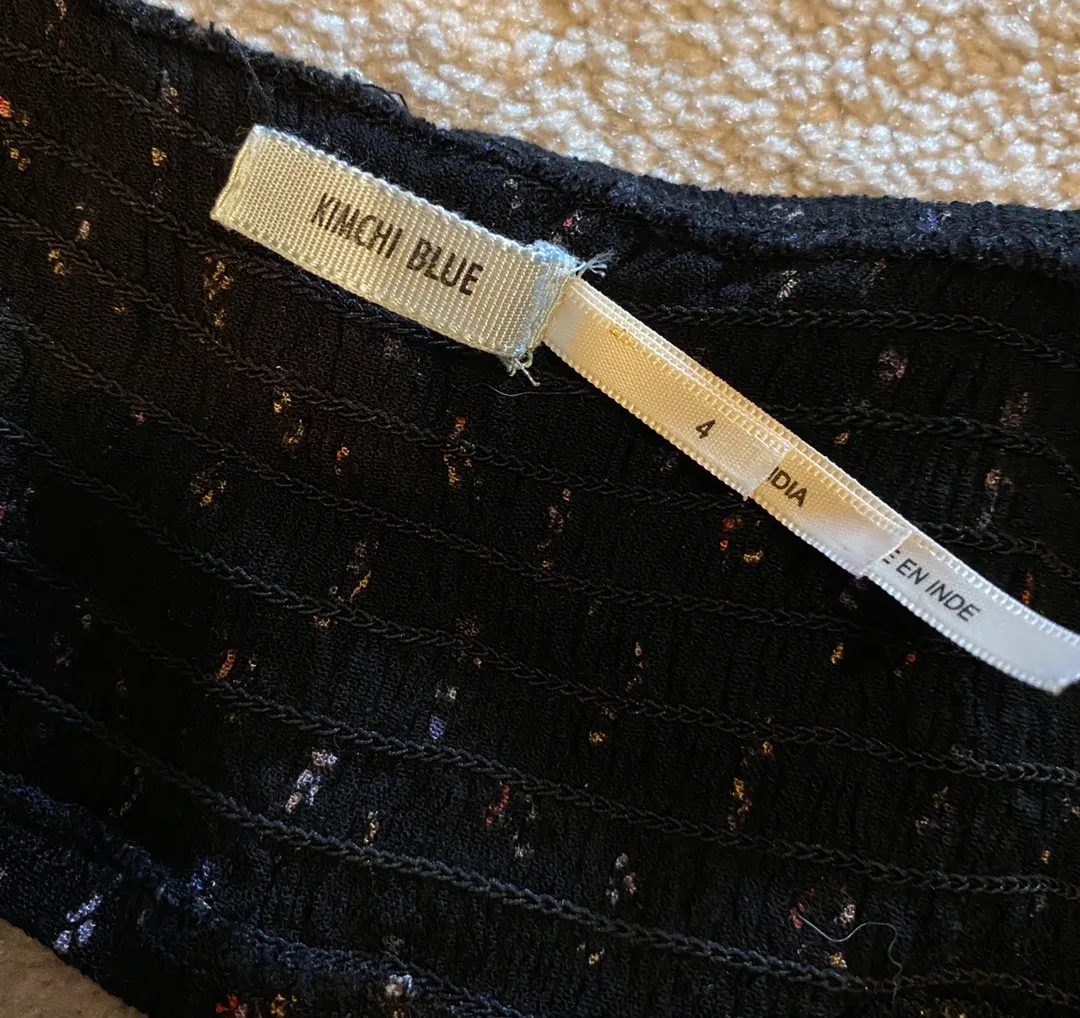 KIMCHI BLUE
4
DIA
E EN INDE